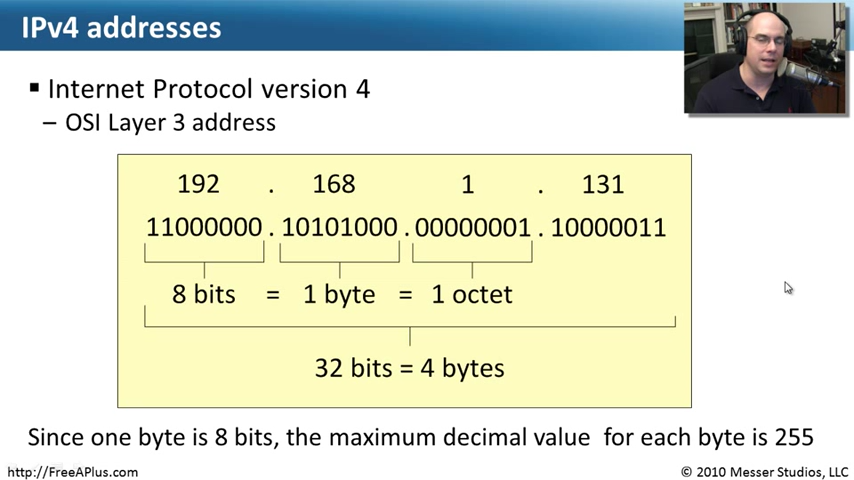 IPv4 addresses
▪ Internet Protocol version 4
– OSI Layer 3 address
192 . 168 1 . 131
11000000 . 10101000 . 00000001 . 10000011
8 bits = 1 byte = 1 octet
32 bits = 4 bytes
Since one byte is 8 bits, the maximum decimal value for each byte is 255
http://FreeAPlus.com © 2010 Messer Studios, LLC